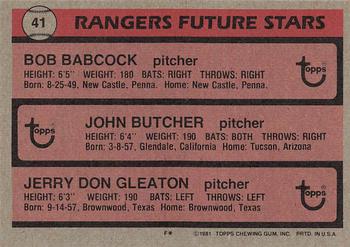 41 RANGERS FUTURE STARS
BOB BABCOCK pitcher
HEIGHT: 6'5" WEIGHT: 180 BATS: RIGHT THROWS: RIGHT
Born: 8-25-49, New Castle, Penna. Home: New Castle, Penna.
Topps
JOHN BUTCHER pitcher
HEIGHT: 6'4" WEIGHT: 190 BATS: BOTH THROWS: RIGHT
Born: 3-8-57, Glendale, California Home: Tucson, Arizona
Topps
JERRY DON GLEATON pitcher
HEIGHT: 6'3" WEIGHT: 190 BATS: LEFT THROWS: LEFT
Born: 9-14-57, Brownwood, Texas Home: Brownwood, Texas
Topps
F* ©1981 TOPPS CHEWING GUM, INC. PRTD. IN U.S.A.